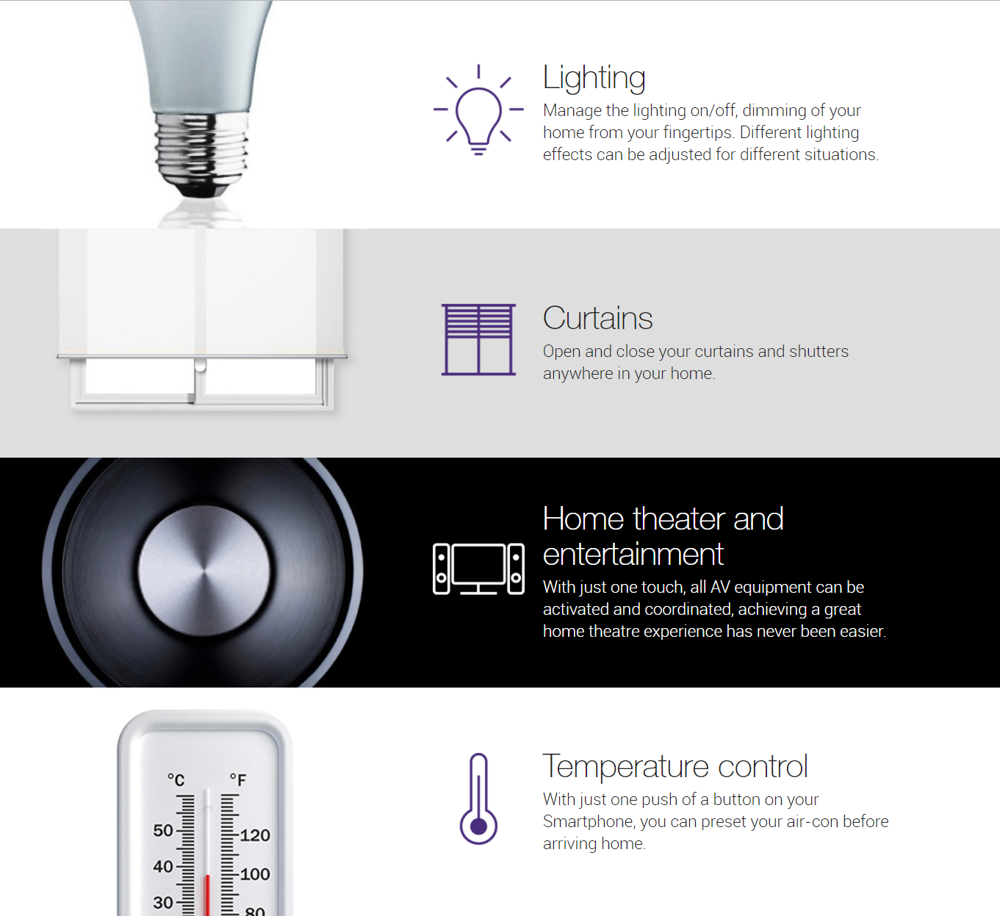 Lighting
Manage the lighting on/off, dimming of your
home from your fingertips. Different lighting
effects can be adjusted for different situations.
Curtains
Open and close your curtains and shutters
anywhere in your home.
Home theater and
entertainment
With just one touch, all AV equipment can be
activated and coordinated, achieving a great
home theatre experience has never been easier.
Temperature control
With just one push of a button on your
Smartphone, you can preset your air-con before
arriving home.
°C °F
50 120
40 100
30 80